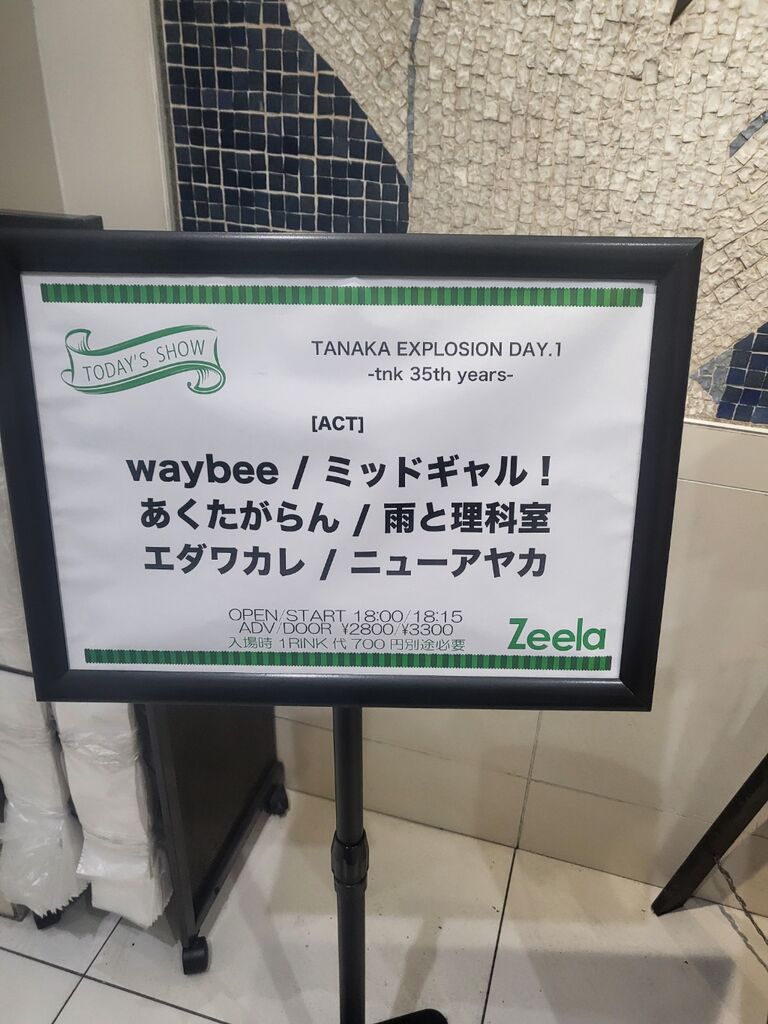 TODAY'S SHOW
TANAKA EXPLOSION DAY.1
-tnk 35th years-
[ACT]
waybee / ミッドギャル！
あくたがらん / 雨と理科室
エダワカレ / ニューアヤカ
OPEN/START 18:00/18:15
ADV/DOOR ¥2800/¥3300
入場時 1RINK 代 700 円別途必要
Zeela